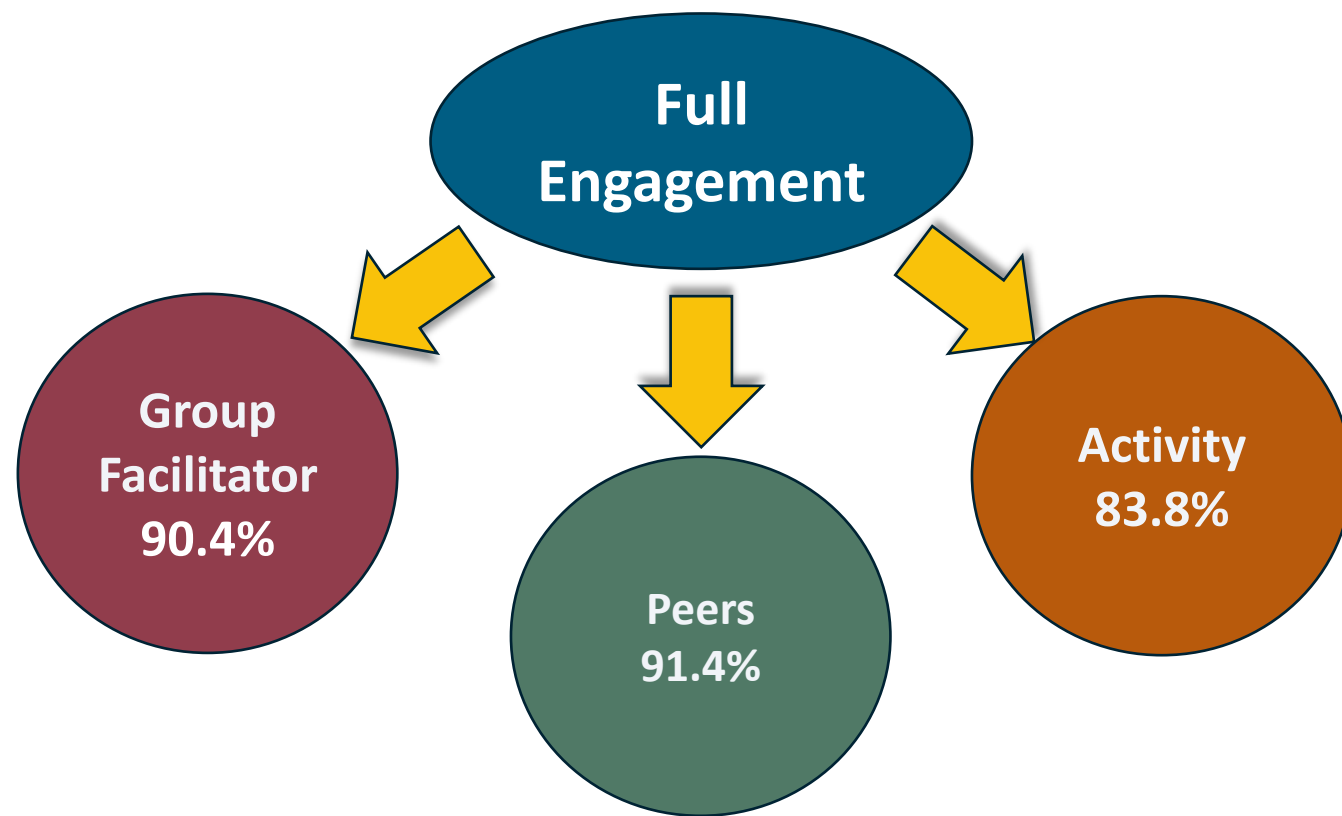 Full
Engagement
Group
Facilitator
90.4%
Peers
91.4%
Activity
83.8%